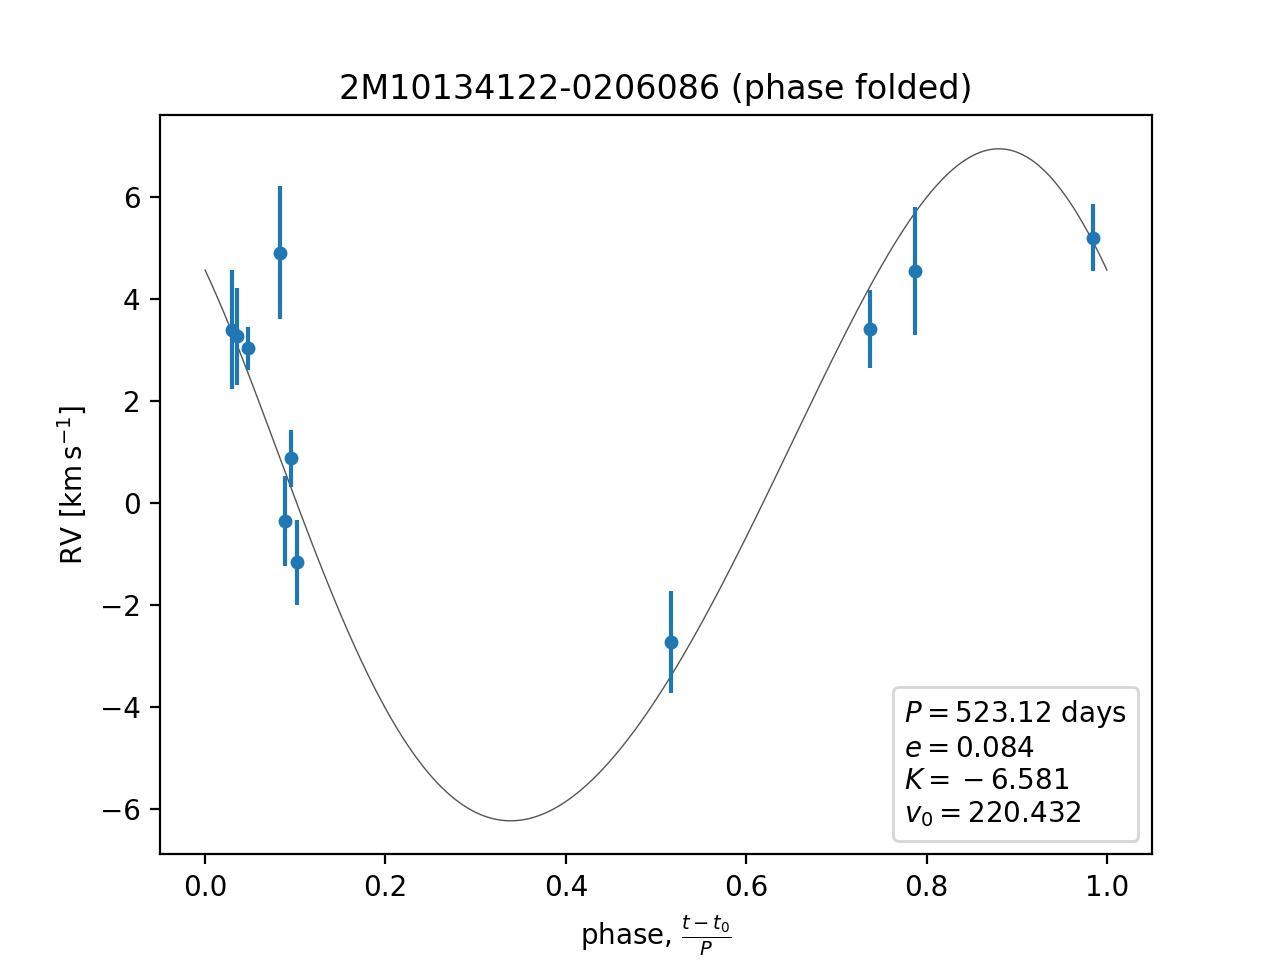 2M10134122-0206086 (phase folded)
RV [km s⁻¹]
6
4
2
0
−2
−4
−6
P = 523.12 days
e = 0.084
K = −6.581
v₀ = 220.432
0.0 0.2 0.4 0.6 0.8 1.0
phase, (t − t₀)/P